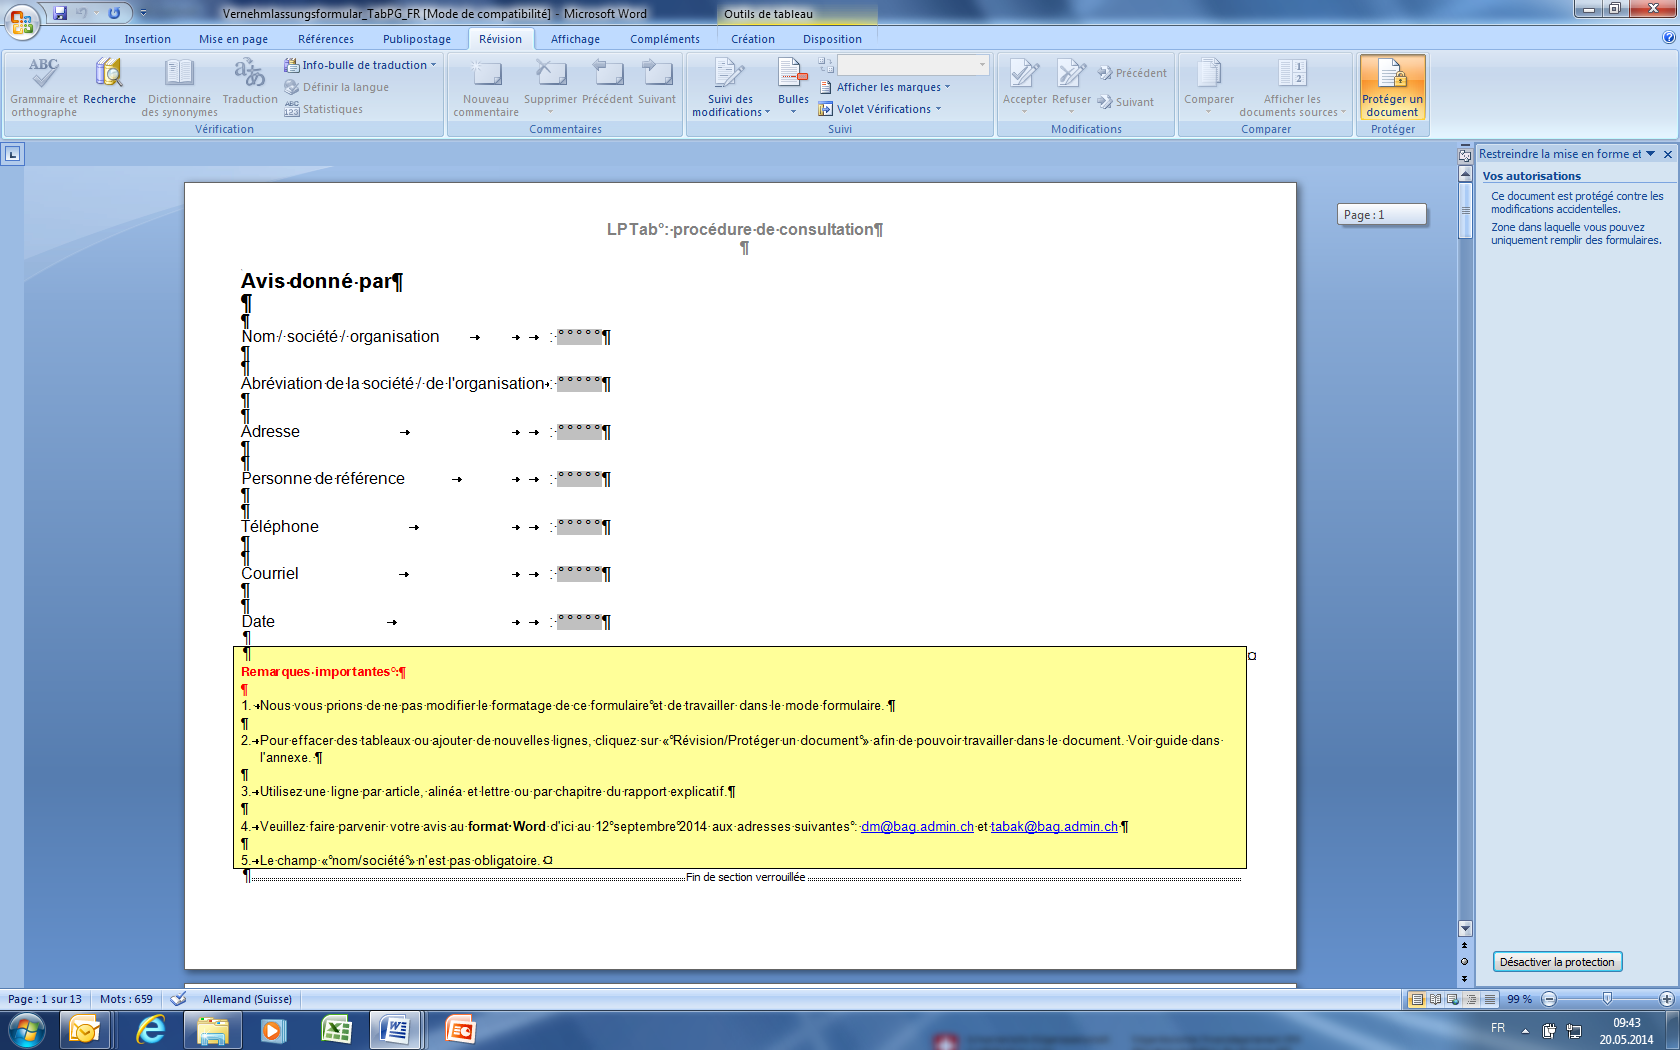 Vernehmlassungsformular_TabPG_FR [Mode de compatibilité] - Microsoft Word
Outils de tableau
Accueil Insertion Mise en page Références Publipostage Révision Affichage Compléments Création Disposition
ABC Grammaire et orthographe
Recherche
Dictionnaire des synonymes
Traduction
Info-bulle de traduction
Définir la langue
Statistiques
Vérification
Nouveau commentaire
Supprimer
Précédent
Suivant
Commentaires
Suivi des modifications
Bulles
Afficher les marques
Volet Vérifications
Suivi
Accepter
Refuser
Précédent
Suivant
Modifications
Comparer
Afficher les documents sources
Comparer
Protéger un document
Protéger
Restreindre la mise en forme et
Vos autorisations
Ce document est protégé contre les
modifications accidentelles.
Zone dans laquelle vous pouvez
uniquement remplir des formulaires.
Page : 1
LPTab°:·procédure·de·consultation¶
¶
Avis·donné·par¶
¶
¶
Nom·/·société·/·organisation → → → :·°°°°°¶
¶
¶
Abréviation·de·la·société·/·de·l'organisation→:·°°°°°¶
¶
¶
Adresse → → → :·°°°°°¶
¶
¶
Personne·de·référence → → → :·°°°°°¶
¶
¶
Téléphone → → → :·°°°°°¶
¶
¶
Courriel → → → :·°°°°°¶
¶
¶
Date → → → :·°°°°°¶
¶
¶
Remarques·importantes°:¶
¶
1.→Nous·vous·prions·de·ne·pas·modifier·le·formatage·de·ce·formulaire°et·de·travailler·dans·le·mode·formulaire.·¶
¶
2.→Pour·effacer·des·tableaux·ou·ajouter·de·nouvelles·lignes,·cliquez·sur·«°Révision/Protéger·un·document°»·afin·de·pouvoir·travailler·dans·le·document.·Voir·guide·dans·
l'annexe.·¶
¶
3.→Utilisez·une·ligne·par·article,·alinéa·et·lettre·ou·par·chapitre·du·rapport·explicatif.¶
¶
4.→Veuillez·faire·parvenir·votre·avis·au·format·Word·d'ici·au·12°septembre°2014·aux·adresses·suivantes°:·dm@bag.admin.ch·et·tabak@bag.admin.ch·¶
¶
5.→Le·champ·«°nom/société°»·n'est·pas·obligatoire.·¤
¤
¶ Fin de section verrouillée
Désactiver la protection
Page : 1 sur 13 Mots : 659 Allemand (Suisse) 99 %
FR
09:43
20.05.2014